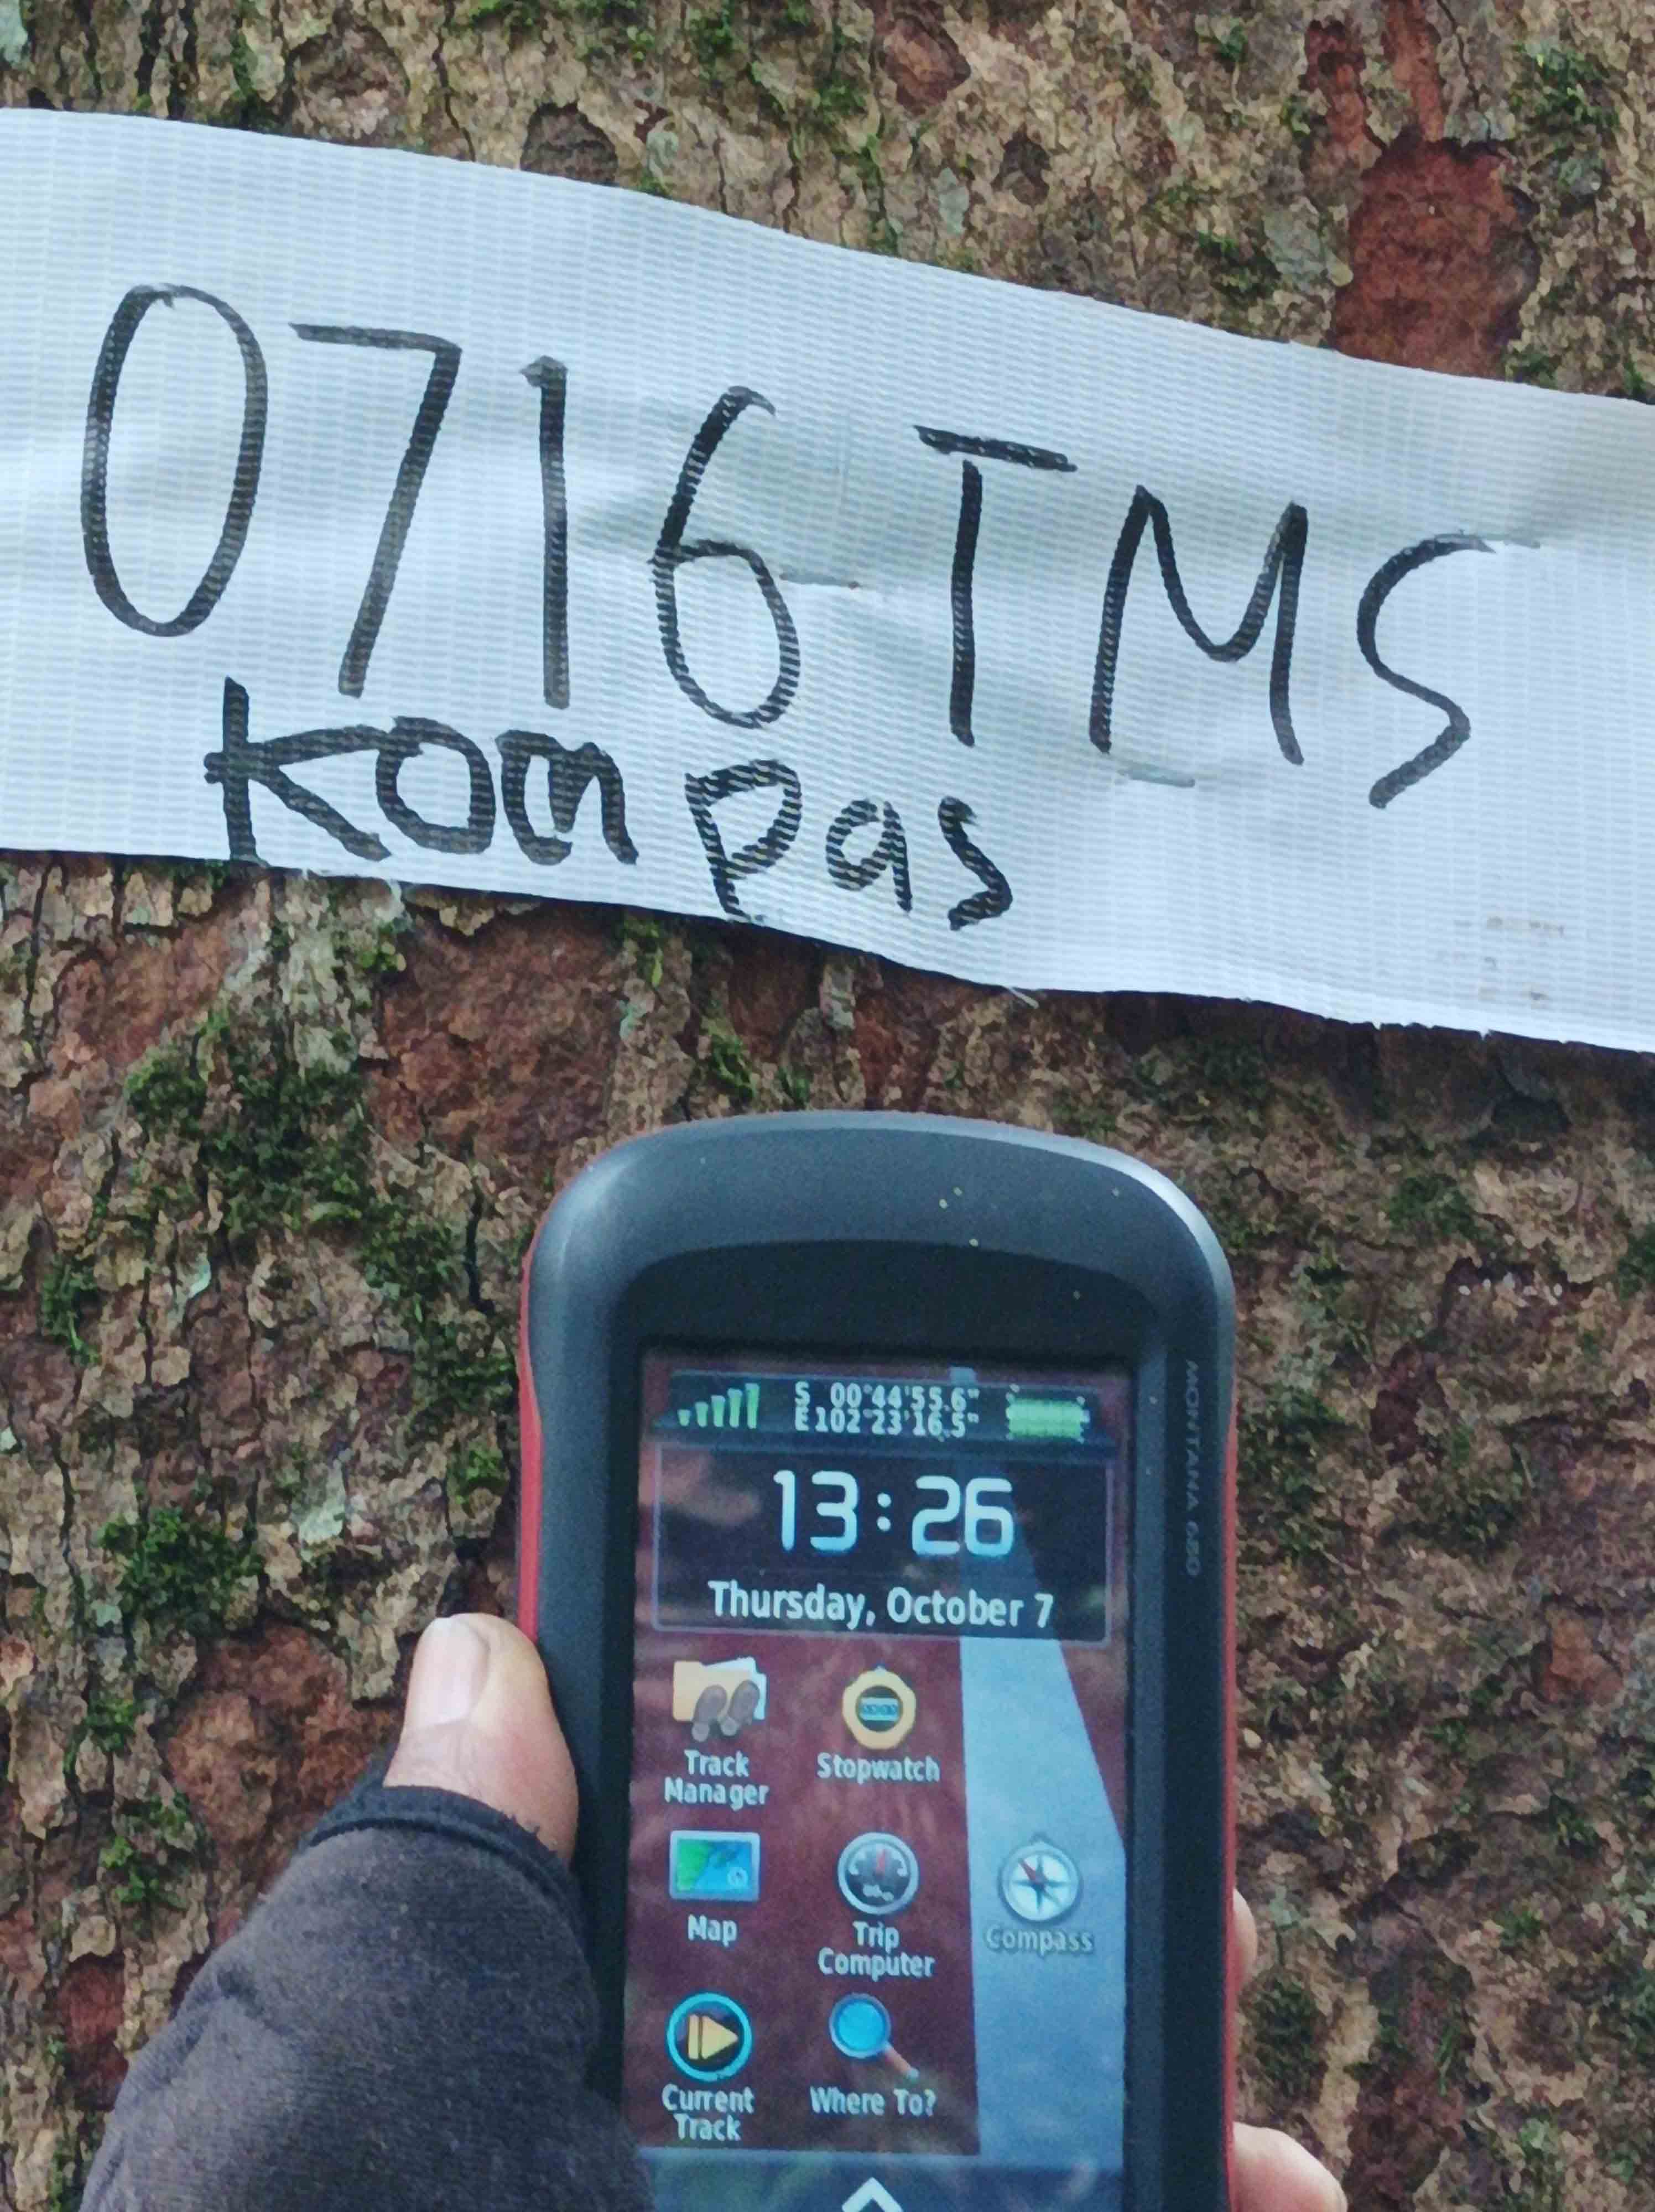 0716 TMS
Kompas
MONTANA 680
S 00°44'55.6"
E102°23'16.5"
13:26
Thursday, October 7
Track
Manager
Stopwatch
Map
Trip
Computer
Compass
Current
Track
Where To?